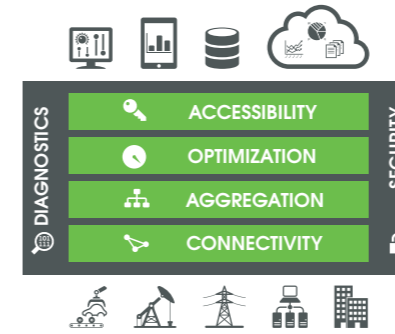 DIAGNOSTICS
ACCESSIBILITY
OPTIMIZATION
AGGREGATION
CONNECTIVITY
SECURITY